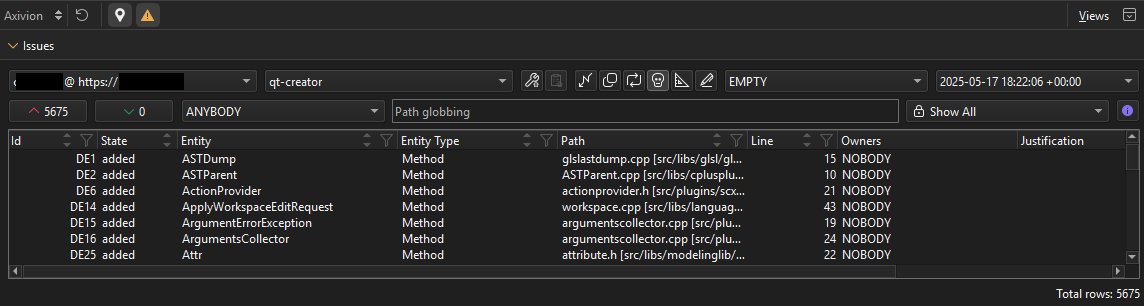 Axivion Views
Issues
@ https:// qt-creator EMPTY 2025-05-17 18:22:06 +00:00
5675 0 ANYBODY Path globbing Show All
Id State Entity Entity Type Path Line Owners Justification
DE1 added ASTDump Method glslastdump.cpp [src/libs/glsl/gl... 15 NOBODY
DE2 added ASTParent Method ASTParent.cpp [src/libs/cplusplu... 10 NOBODY
DE6 added ActionProvider Method actionprovider.h [src/plugins/scx... 21 NOBODY
DE14 added ApplyWorkspaceEditRequest Method workspace.cpp [src/libs/languag... 43 NOBODY
DE15 added ArgumentErrorException Method argumentscollector.cpp [src/plu... 19 NOBODY
DE16 added ArgumentsCollector Method argumentscollector.cpp [src/plu... 24 NOBODY
DE25 added Attr Method attribute.h [src/libs/modelinglib/... 22 NOBODY
Total rows: 5675